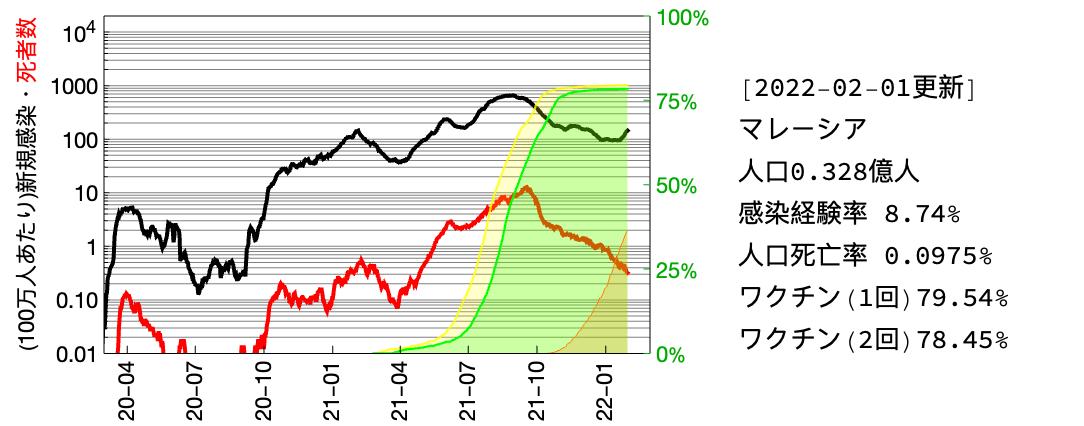 (100万人あたり)新規感染・死者数
10⁴
1000
100
10
1
0.1
0.10
0.01
100%
75%
50%
25%
0%
20-04
20-07
20-10
21-01
21-04
21-07
21-10
22-01
[2022-02-01更新]
マレーシア
人口0.328億人
感染経験率 8.74%
人口死亡率 0.0975%
ワクチン(1回)79.54%
ワクチン(2回)78.45%